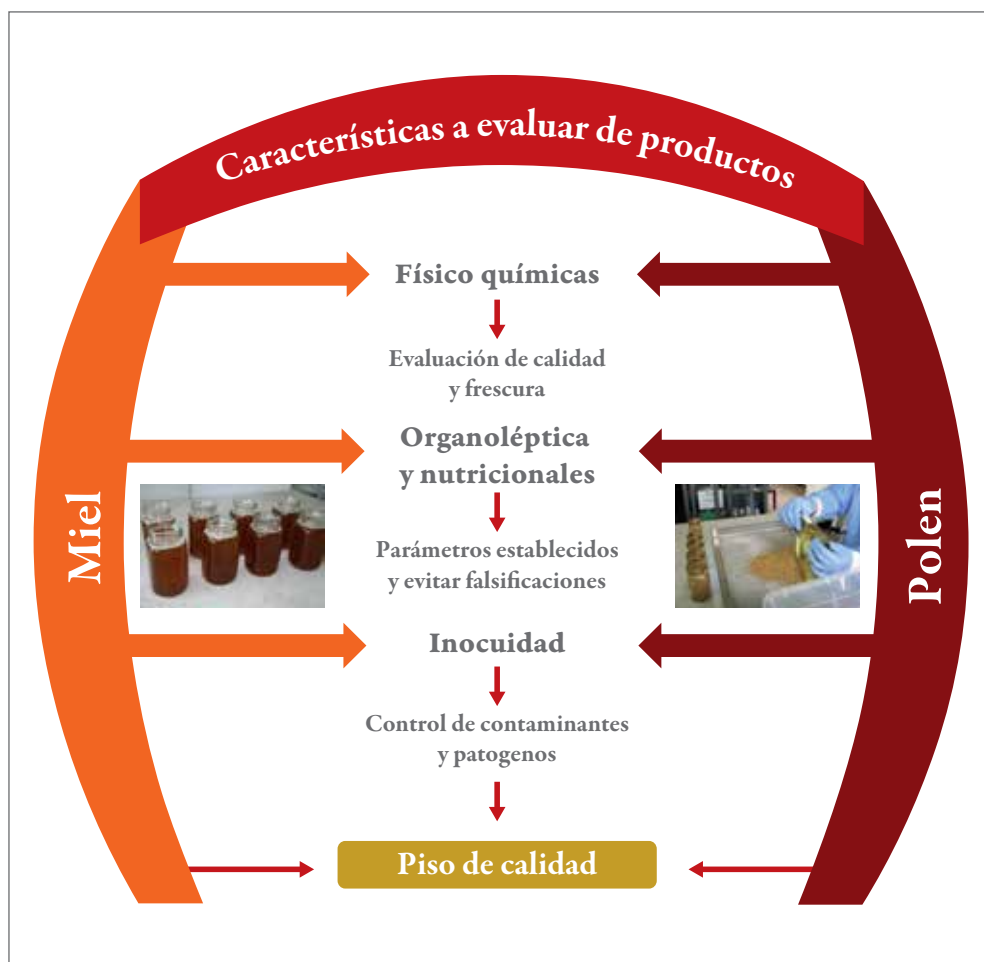 Características a evaluar de productos
Físico químicas
Evaluación de calidad
y frescura
Organoléptica
y nutricionales
Miel
Polen
Parámetros establecidos
y evitar falsificaciones
Inocuidad
Control de contaminantes
y patogenos
Piso de calidad